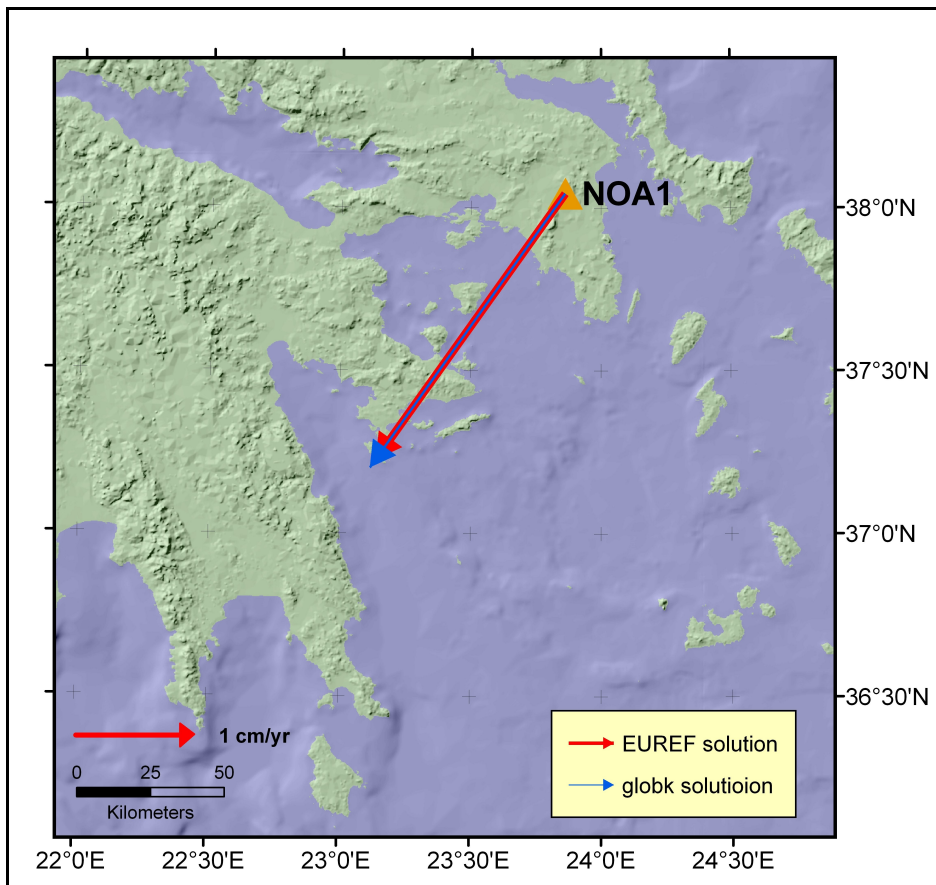 NOA1
38°0'N
37°30'N
37°0'N
36°30'N
1 cm/yr
0 25 50
Kilometers
EUREF solution
globk solutioion
22°0'E 22°30'E 23°0'E 23°30'E 24°0'E 24°30'E